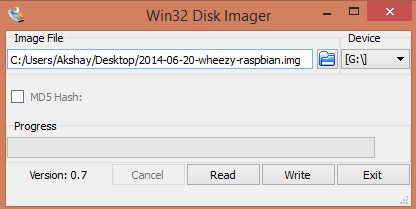 Win32 Disk Imager
Image File
Device
C:/Users/Akshay/Desktop/2014-06-20-wheezy-raspbian.img
[G:\]
MD5 Hash:
Progress
Version: 0.7
Cancel
Read
Write
Exit